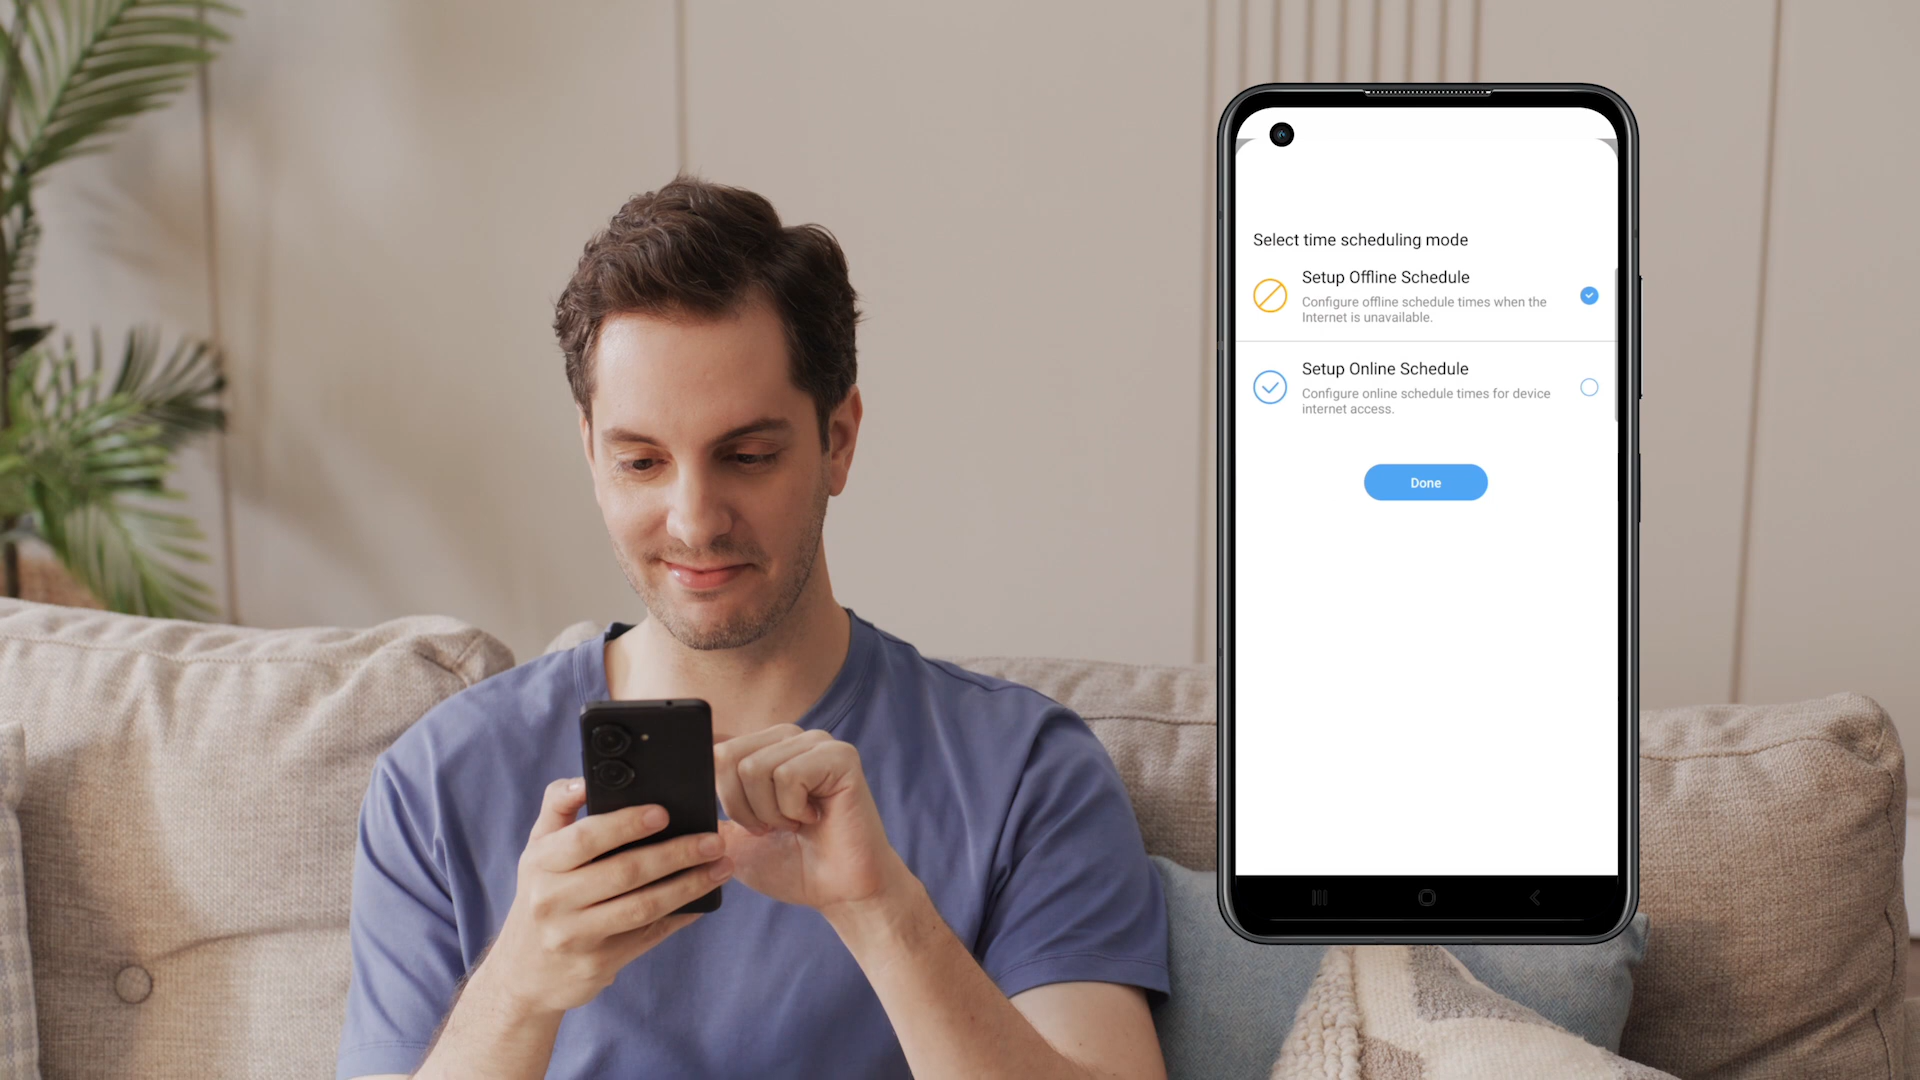 Select time scheduling mode
Setup Offline Schedule
Configure offline schedule times when the
Internet is unavailable.
Setup Online Schedule
Configure online schedule times for device
internet access.
Done